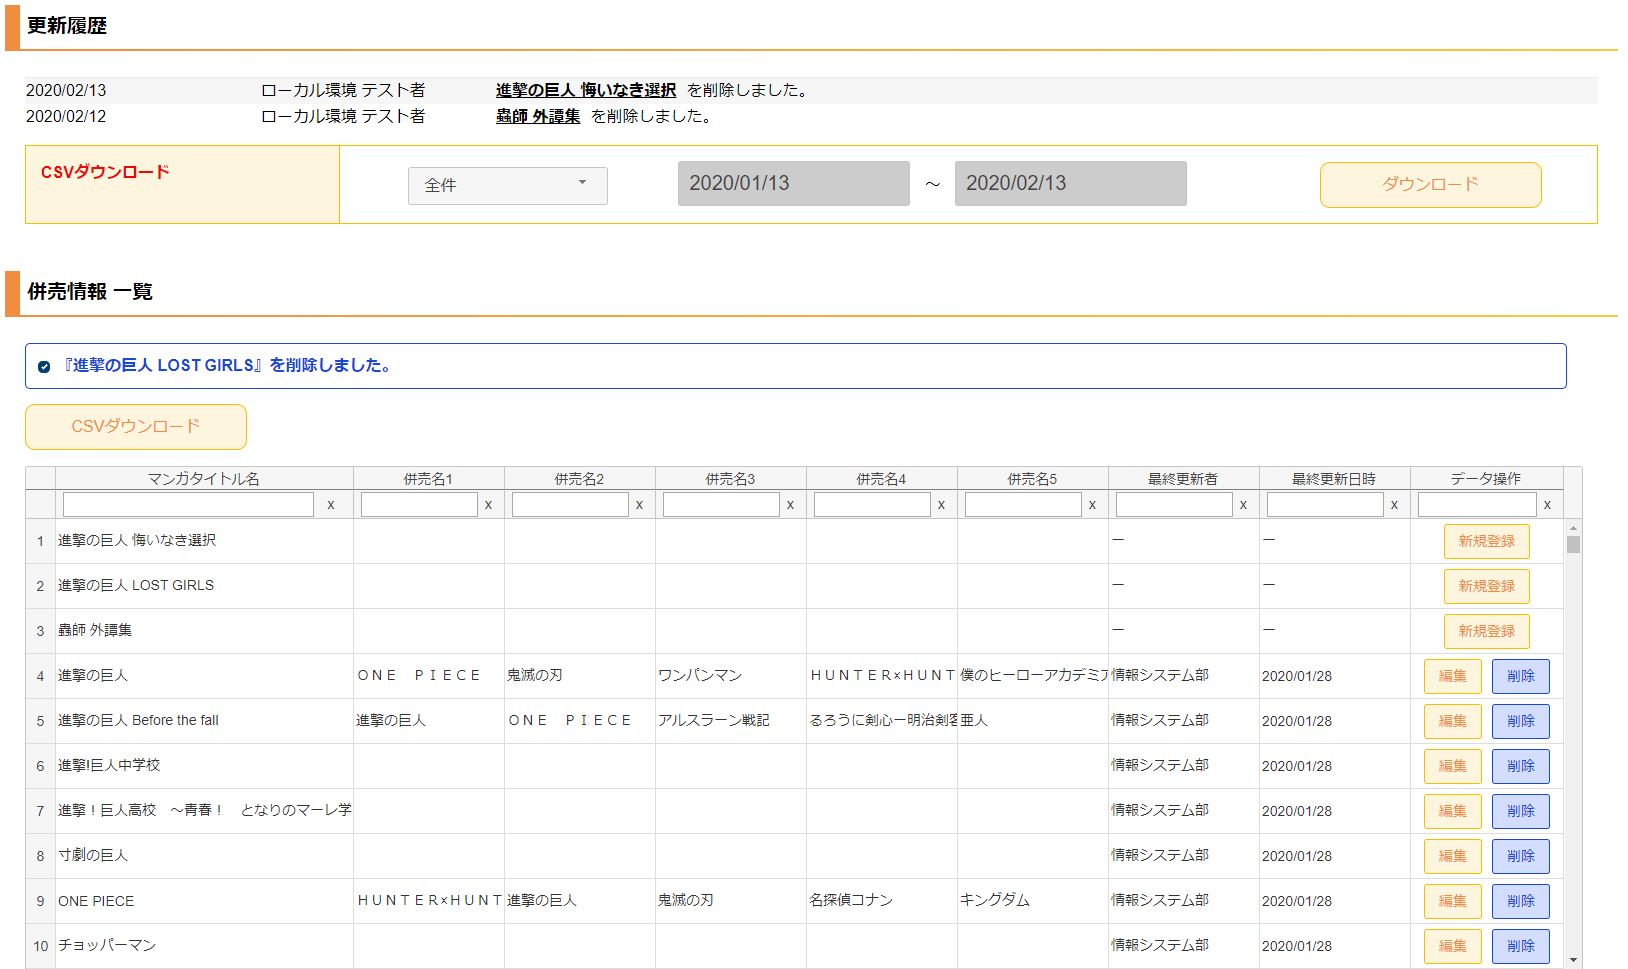 更新履歴
2020/02/13 ローカル環境 テスト者 進撃の巨人 悔いなき選択 を削除しました。
2020/02/12 ローカル環境 テスト者 蟲師 外譚集 を削除しました。
CSVダウンロード 全件 2020/01/13 ～ 2020/02/13 ダウンロード
併売情報 一覧
『進撃の巨人 LOST GIRLS』を削除しました。
CSVダウンロード
マンガタイトル名 併売名1 併売名2 併売名3 併売名4 併売名5 最終更新者 最終更新日時 データ操作
x x x x x x x x x
1 進撃の巨人 悔いなき選択 ー ー 新規登録
2 進撃の巨人 LOST GIRLS ー ー 新規登録
3 蟲師 外譚集 ー ー 新規登録
4 進撃の巨人 ＯＮＥ　ＰＩＥＣＥ 鬼滅の刃 ワンパンマン ＨＵＮＴＥＲ×ＨＵＮＴ 僕のヒーローアカデミア 情報システム部 2020/01/28 編集 削除
5 進撃の巨人 Before the fall 進撃の巨人 ＯＮＥ　ＰＩＥＣＥ アルスラーン戦記 るろうに剣心ー明治剣客 亜人 情報システム部 2020/01/28 編集 削除
6 進撃!巨人中学校 情報システム部 2020/01/28 編集 削除
7 進撃！巨人高校　～青春！　となりのマーレ学 情報システム部 2020/01/28 編集 削除
8 寸劇の巨人 情報システム部 2020/01/28 編集 削除
9 ONE PIECE ＨＵＮＴＥＲ×ＨＵＮＴ 進撃の巨人 鬼滅の刃 名探偵コナン キングダム 情報システム部 2020/01/28 編集 削除
10 チョッパーマン 情報システム部 2020/01/28 編集 削除